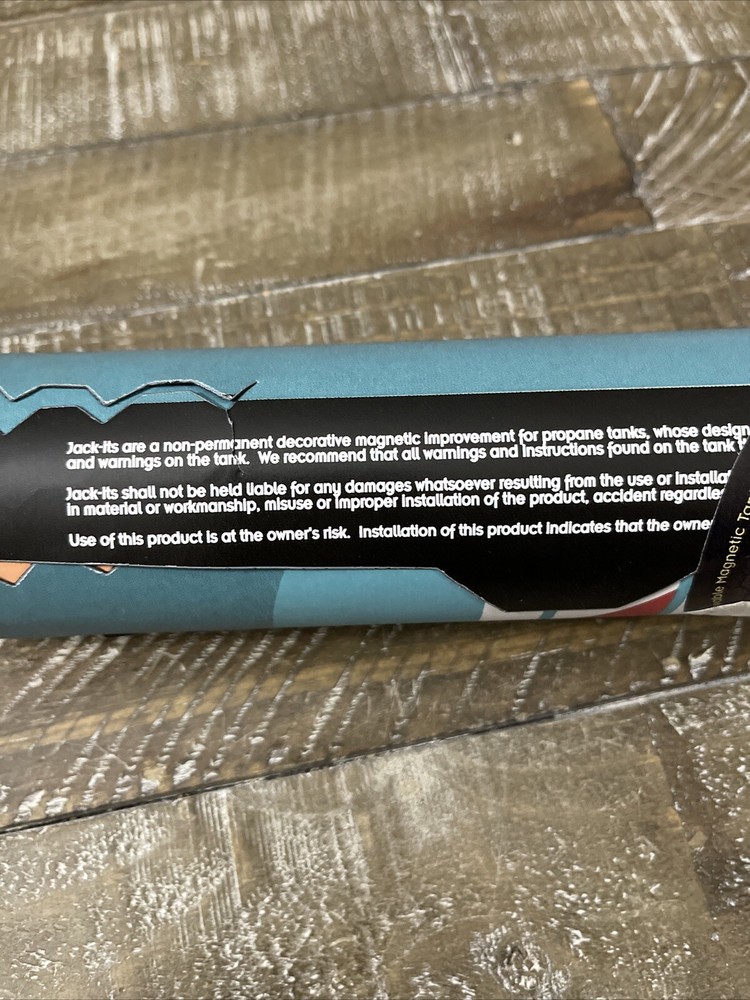 Jack-Its are a non-permanent decorative magnetic improvement for propane tanks, whose design
and warnings on the tank. We recommend that all warnings and instructions found on the tank
Jack-Its shall not be held liable for any damages whatsoever resulting from the use or installat
in material or workmanship, misuse or improper installation of the product, accident regardle
Use of this product is at the owner's risk. Installation of this product indicates that the owne
Magnetic